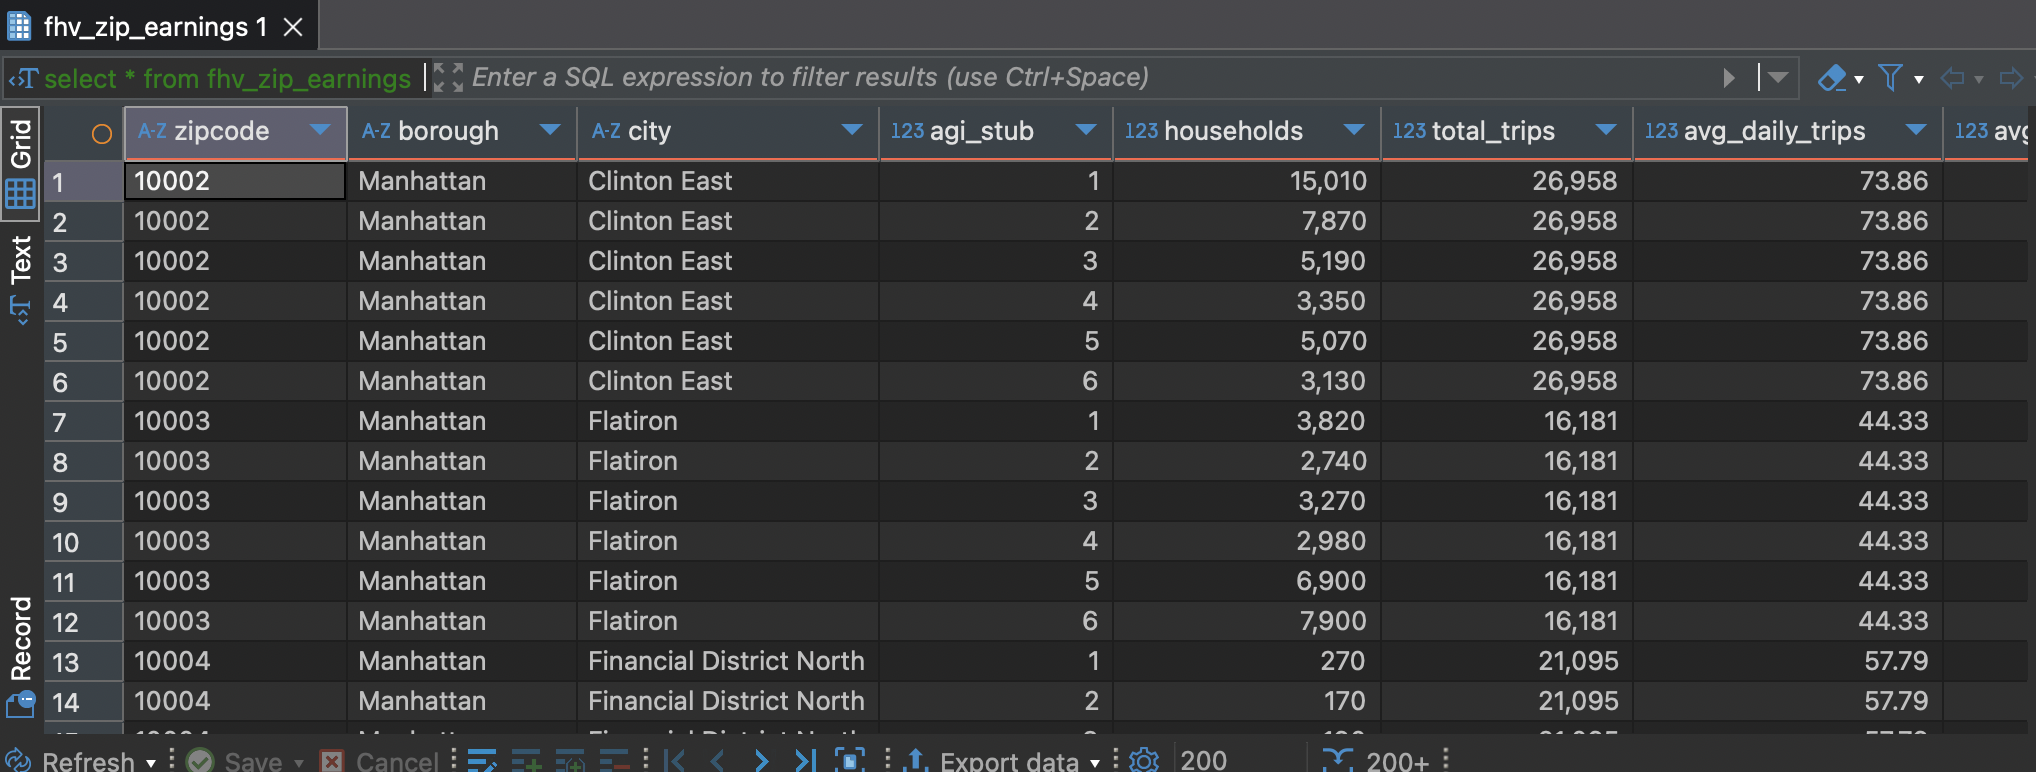 fhv_zip_earnings 1
select * from fhv_zip_earnings Enter a SQL expression to filter results (use Ctrl+Space)
Grid
Text
Record
A-Z zipcode A-Z borough A-Z city 123 agi_stub 123 households 123 total_trips 123 avg_daily_trips 123 avg
1 10002 Manhattan Clinton East 1 15,010 26,958 73.86
2 10002 Manhattan Clinton East 2 7,870 26,958 73.86
3 10002 Manhattan Clinton East 3 5,190 26,958 73.86
4 10002 Manhattan Clinton East 4 3,350 26,958 73.86
5 10002 Manhattan Clinton East 5 5,070 26,958 73.86
6 10002 Manhattan Clinton East 6 3,130 26,958 73.86
7 10003 Manhattan Flatiron 1 3,820 16,181 44.33
8 10003 Manhattan Flatiron 2 2,740 16,181 44.33
9 10003 Manhattan Flatiron 3 3,270 16,181 44.33
10 10003 Manhattan Flatiron 4 2,980 16,181 44.33
11 10003 Manhattan Flatiron 5 6,900 16,181 44.33
12 10003 Manhattan Flatiron 6 7,900 16,181 44.33
13 10004 Manhattan Financial District North 1 270 21,095 57.79
14 10004 Manhattan Financial District North 2 170 21,095 57.79
Refresh Save Cancel Export data 200 200+